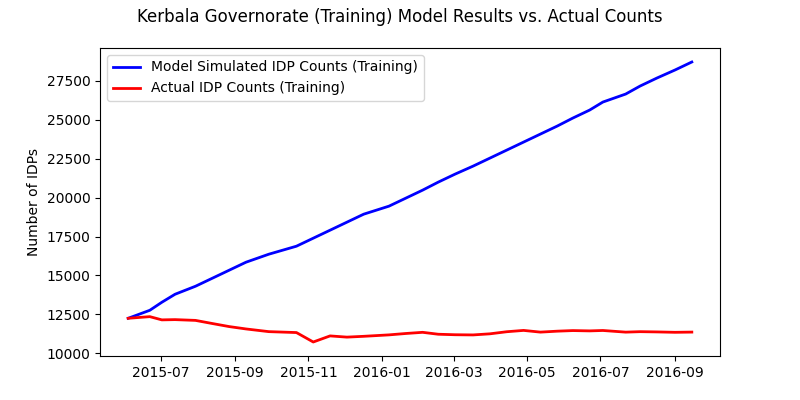 Kerbala Governorate (Training) Model Results vs. Actual Counts
Model Simulated IDP Counts (Training)
Actual IDP Counts (Training)
Number of IDPs
27500
25000
22500
20000
17500
15000
12500
10000
2015-07 2015-09 2015-11 2016-01 2016-03 2016-05 2016-07 2016-09